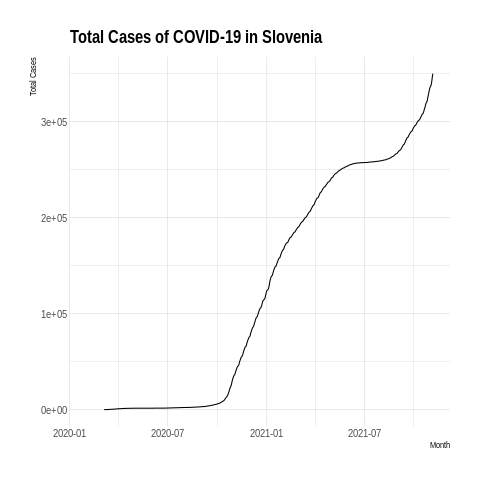 Total Cases of COVID-19 in Slovenia
Total Cases
3e+05
2e+05
1e+05
0e+00
2020-01 2020-07 2021-01 2021-07
Month